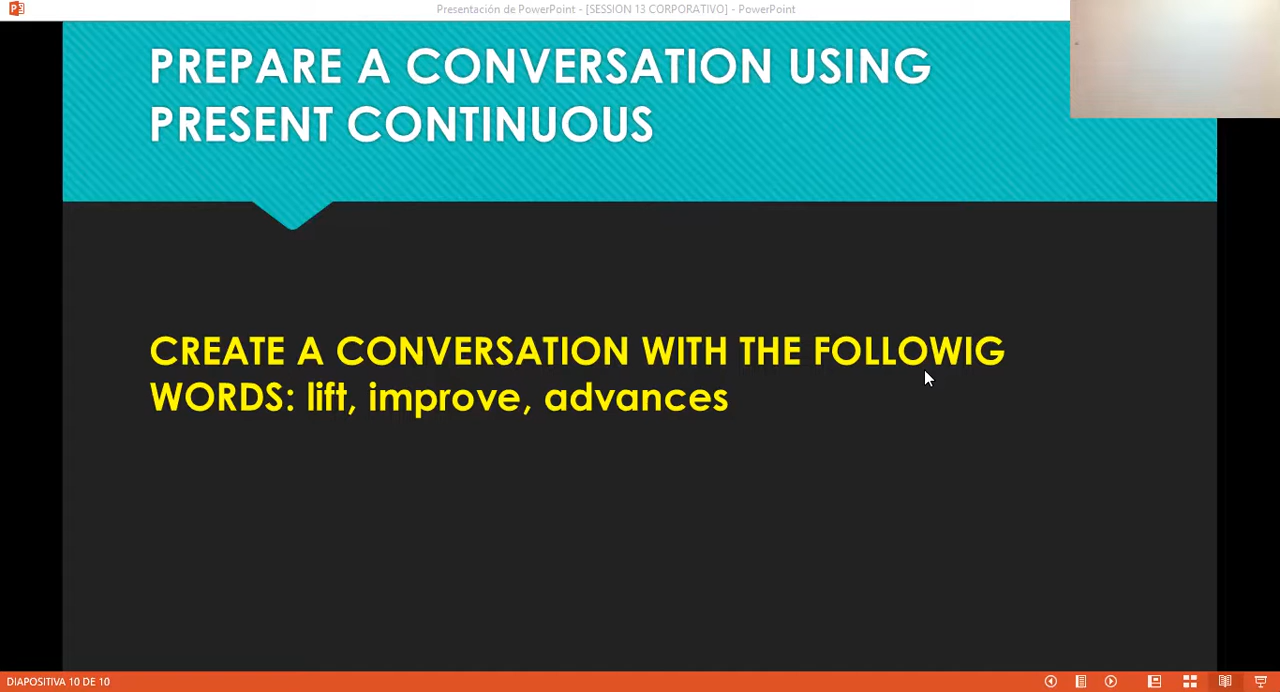 Presentación de PowerPoint - [SESSION 13 CORPORATIVO] - PowerPoint
PREPARE A CONVERSATION USING
PRESENT CONTINUOUS
CREATE A CONVERSATION WITH THE FOLLOWIG
WORDS: lift, improve, advances
DIAPOSITIVA 10 DE 10